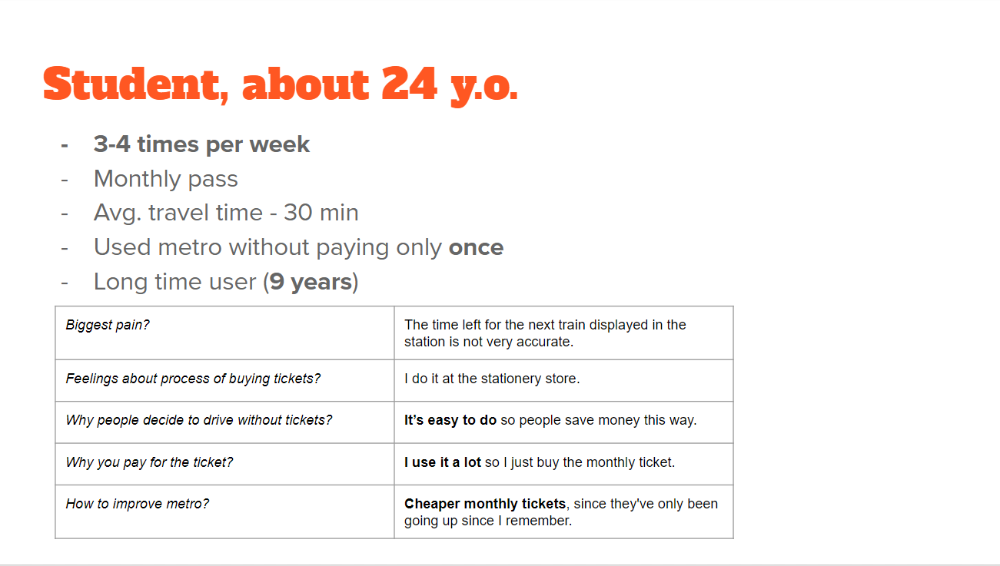 Student, about 24 y.o.
- 3-4 times per week
- Monthly pass
- Avg. travel time - 30 min
- Used metro without paying only once
- Long time user (9 years)
Biggest pain?
The time left for the next train displayed in the
station is not very accurate.
Feelings about process of buying tickets?
I do it at the stationery store.
Why people decide to drive without tickets?
It’s easy to do so people save money this way.
Why you pay for the ticket?
I use it a lot so I just buy the monthly ticket.
How to improve metro?
Cheaper monthly tickets, since they've only been
going up since I remember.